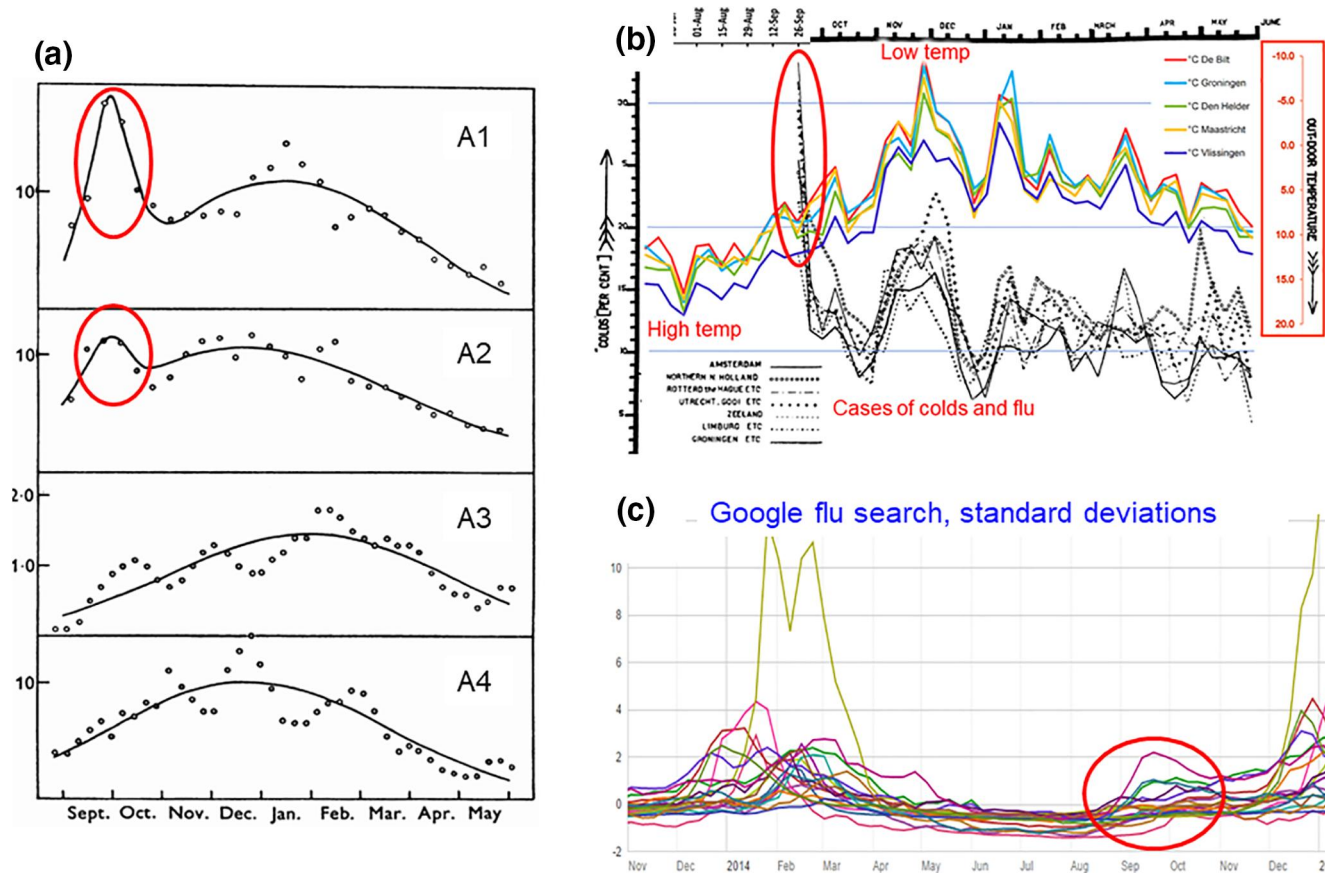 (a)
A1
10
A2
10
A3
2·0
1·0
A4
10
Sept. Oct. Nov. Dec. Jan. Feb. Mar. Apr. May
(b)
01-Aug 15-Aug 29-Aug 12-Sep 26-Sep OCT NOV DEC JAN FEB MRCH APR MAY JUNE
Low temp
°C De Bilt
°C Groningen
°C Den Helder
°C Maastricht
°C Vlissingen
-10.0
-5.0
0.0
5.0
10.0
15.0
20.0
OUT-DOOR TEMPERATURE
COLDS [PER CENT]
20
15
10
5
High temp
Cases of colds and flu
AMSTERDAM
NORTHERN N HOLLAND
ROTTERD the HAGUE ETC
UTRECHT, GOOI ETC
ZEELAND
LIMBURG ETC
GRONINGEN ETC
(c)
Google flu search, standard deviations
10
8
6
4
2
0
-2
Nov Dec 2014 Feb Mar Apr May Jun Jul Aug Sep Oct Nov Dec